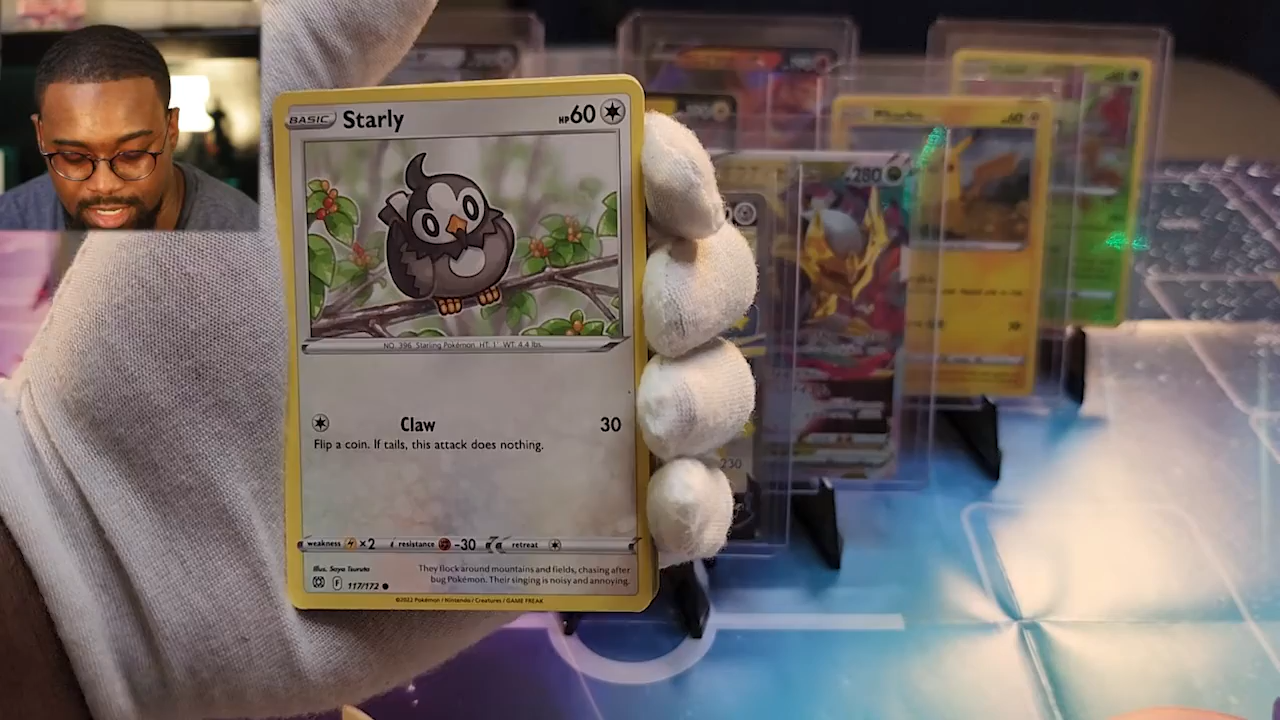 BASIC Starly HP60
NO. 396 Starling Pokémon HT. 1' WT. 4.4 lbs.
Claw 30
Flip a coin. If tails, this attack does nothing.
weakness ×2 resistance -30 retreat
Illus. Saya Tsuruta
They flock around mountains and fields, chasing after
bug Pokémon. Their singing is noisy and annoying.
F 117/172
©2022 Pokémon / Nintendo / Creatures / GAME FREAK
280
230